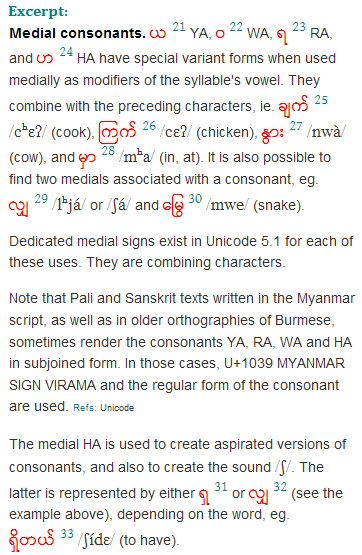 Excerpt:
Medial consonants. ယ 21 YA, ဝ 22 WA, ရ 23 RA,
and ဟ 24 HA have special variant forms when used
medially as modifiers of the syllable's vowel. They
combine with the preceding characters, ie. ချက် 25
/cʰɛʔ/ (cook), ကြက် 26 /cɛʔ/ (chicken), နွား 27 /nwà/
(cow), and မှာ 28 /mʰa/ (in, at). It is also possible to
find two medials associated with a consonant, eg.
လျှ 29 /lʰjá/ or /ʃá/ and မြွေ 30 /mwe/ (snake).
Dedicated medial signs exist in Unicode 5.1 for each of
these uses. They are combining characters.
Note that Pali and Sanskrit texts written in the Myanmar
script, as well as in older orthographies of Burmese,
sometimes render the consonants YA, RA, WA and HA
in subjoined form. In those cases, U+1039 MYANMAR
SIGN VIRAMA and the regular form of the consonant
are used. Refs: Unicode
The medial HA is used to create aspirated versions of
consonants, and also to create the sound /ʃ/. The
latter is represented by either ရှ 31 or လျှ 32 (see the
example above), depending on the word, eg.
ရှိတယ် 33 /ʃídɛ/ (to have).